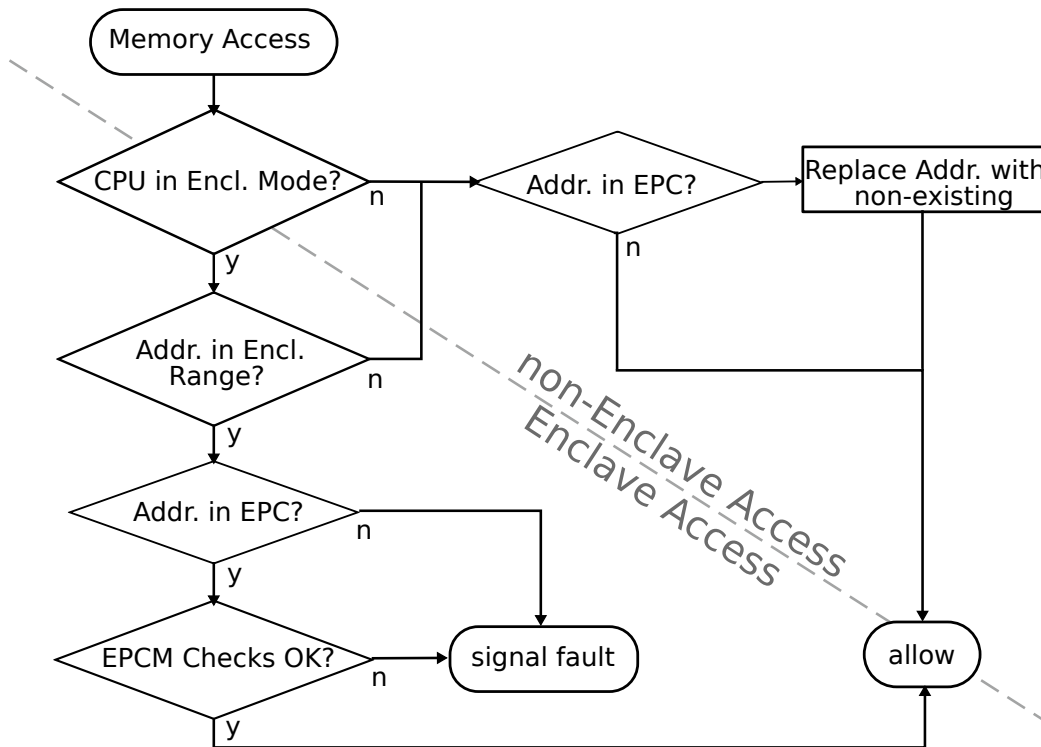 Memory Access
CPU in Encl. Mode?
n
y
Addr. in EPC?
n
Replace Addr. with
non-existing
Addr. in Encl.
Range?
n
y
non-Enclave Access
Enclave Access
Addr. in EPC?
n
y
EPCM Checks OK?
n
y
signal fault
allow